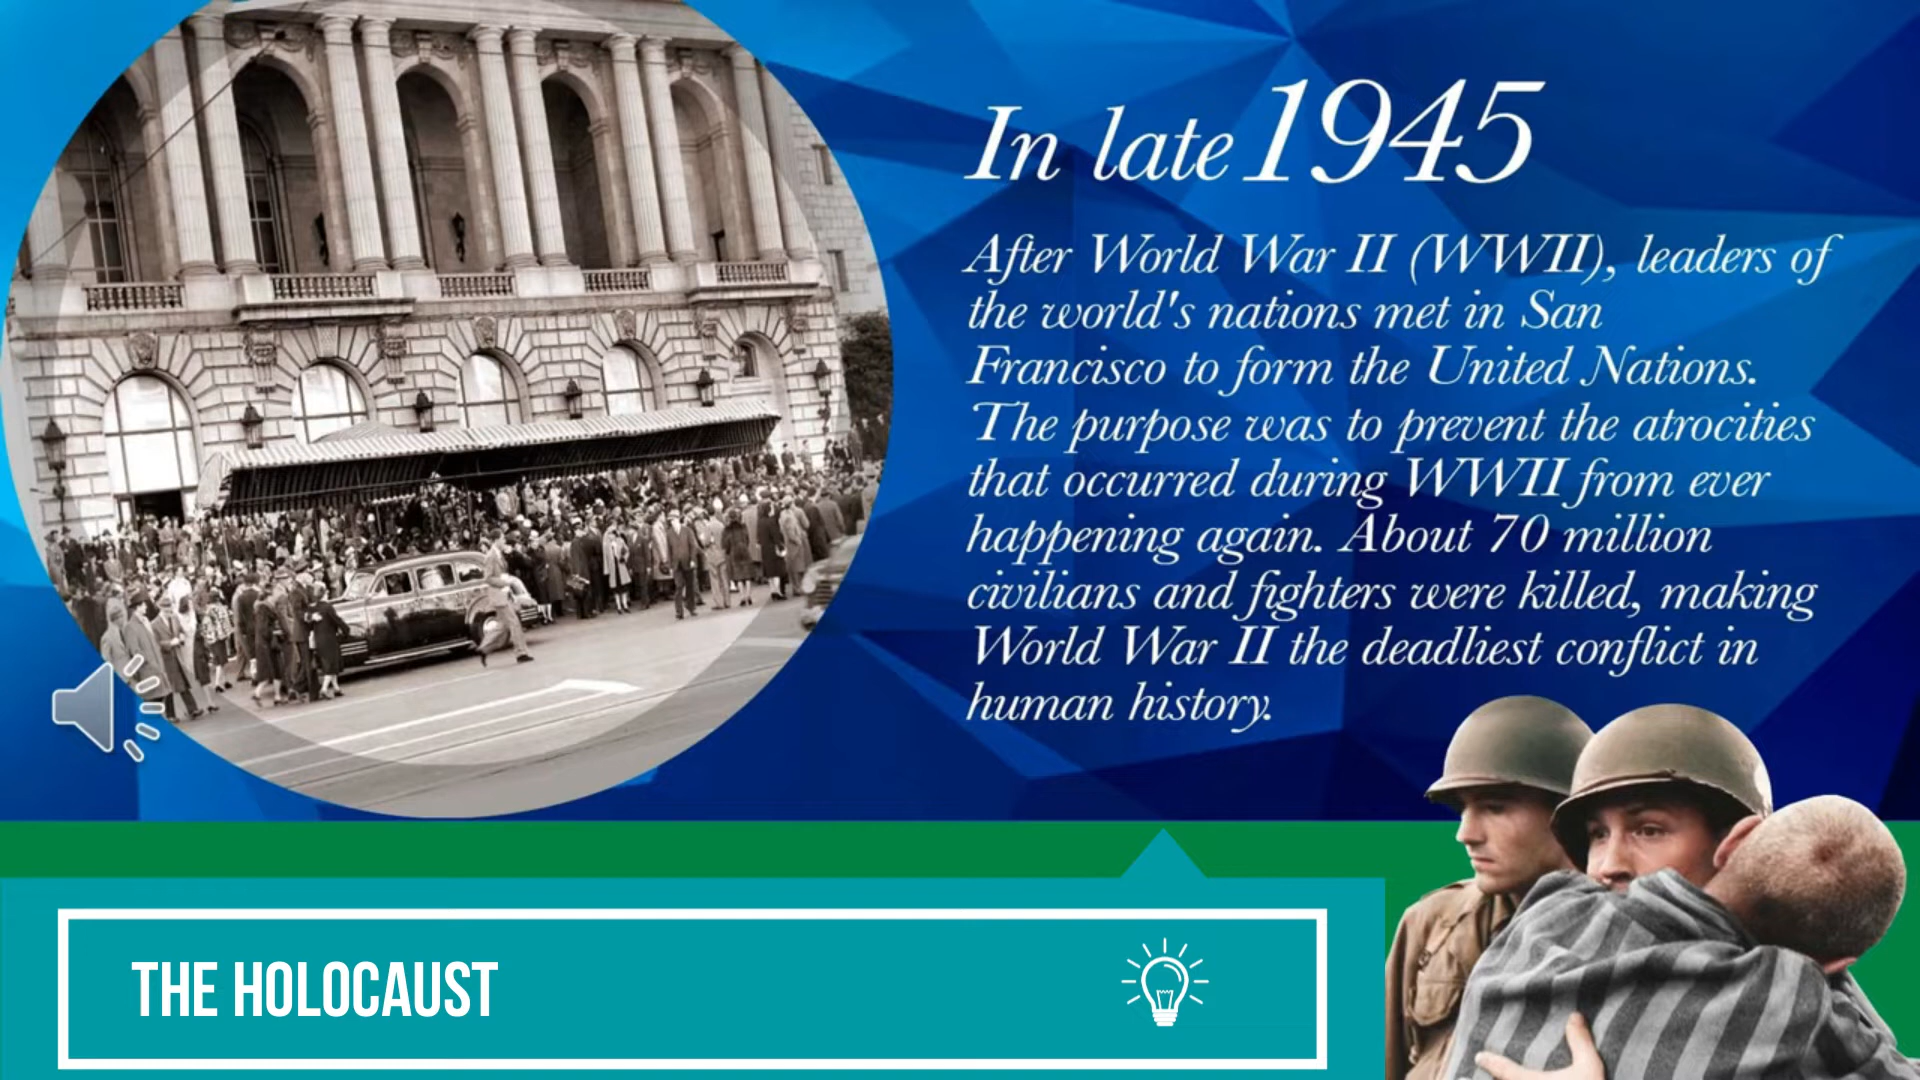 In late 1945
After World War II (WWII), leaders of
the world's nations met in San
Francisco to form the United Nations.
The purpose was to prevent the atrocities
that occurred during WWII from ever
happening again. About 70 million
civilians and fighters were killed, making
World War II the deadliest conflict in
human history.
THE HOLOCAUST